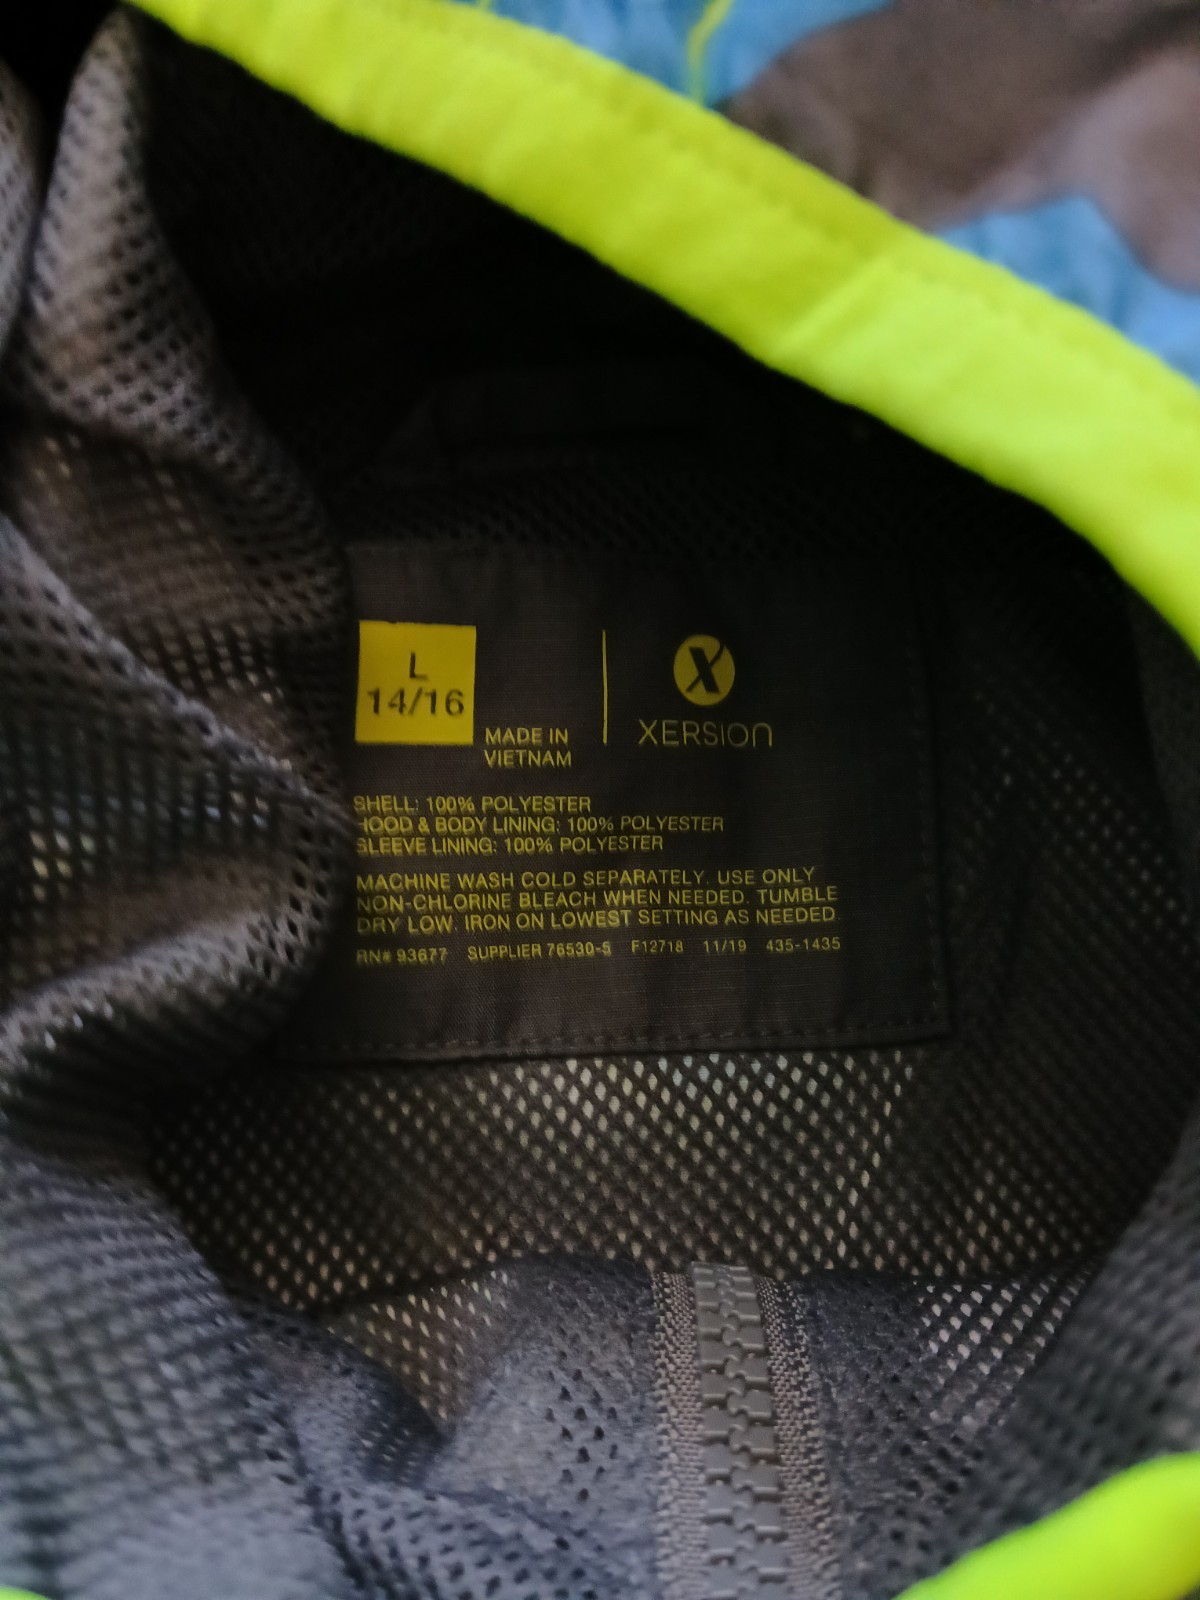 L
14/16
MADE IN
VIETNAM
X
XERSION
SHELL: 100% POLYESTER
HOOD & BODY LINING: 100% POLYESTER
SLEEVE LINING: 100% POLYESTER
MACHINE WASH COLD SEPARATELY. USE ONLY
NON-CHLORINE BLEACH WHEN NEEDED. TUMBLE
DRY LOW. IRON ON LOWEST SETTING AS NEEDED.
RN# 93677 SUPPLIER 76530-5 F12718 11/19 435-1435